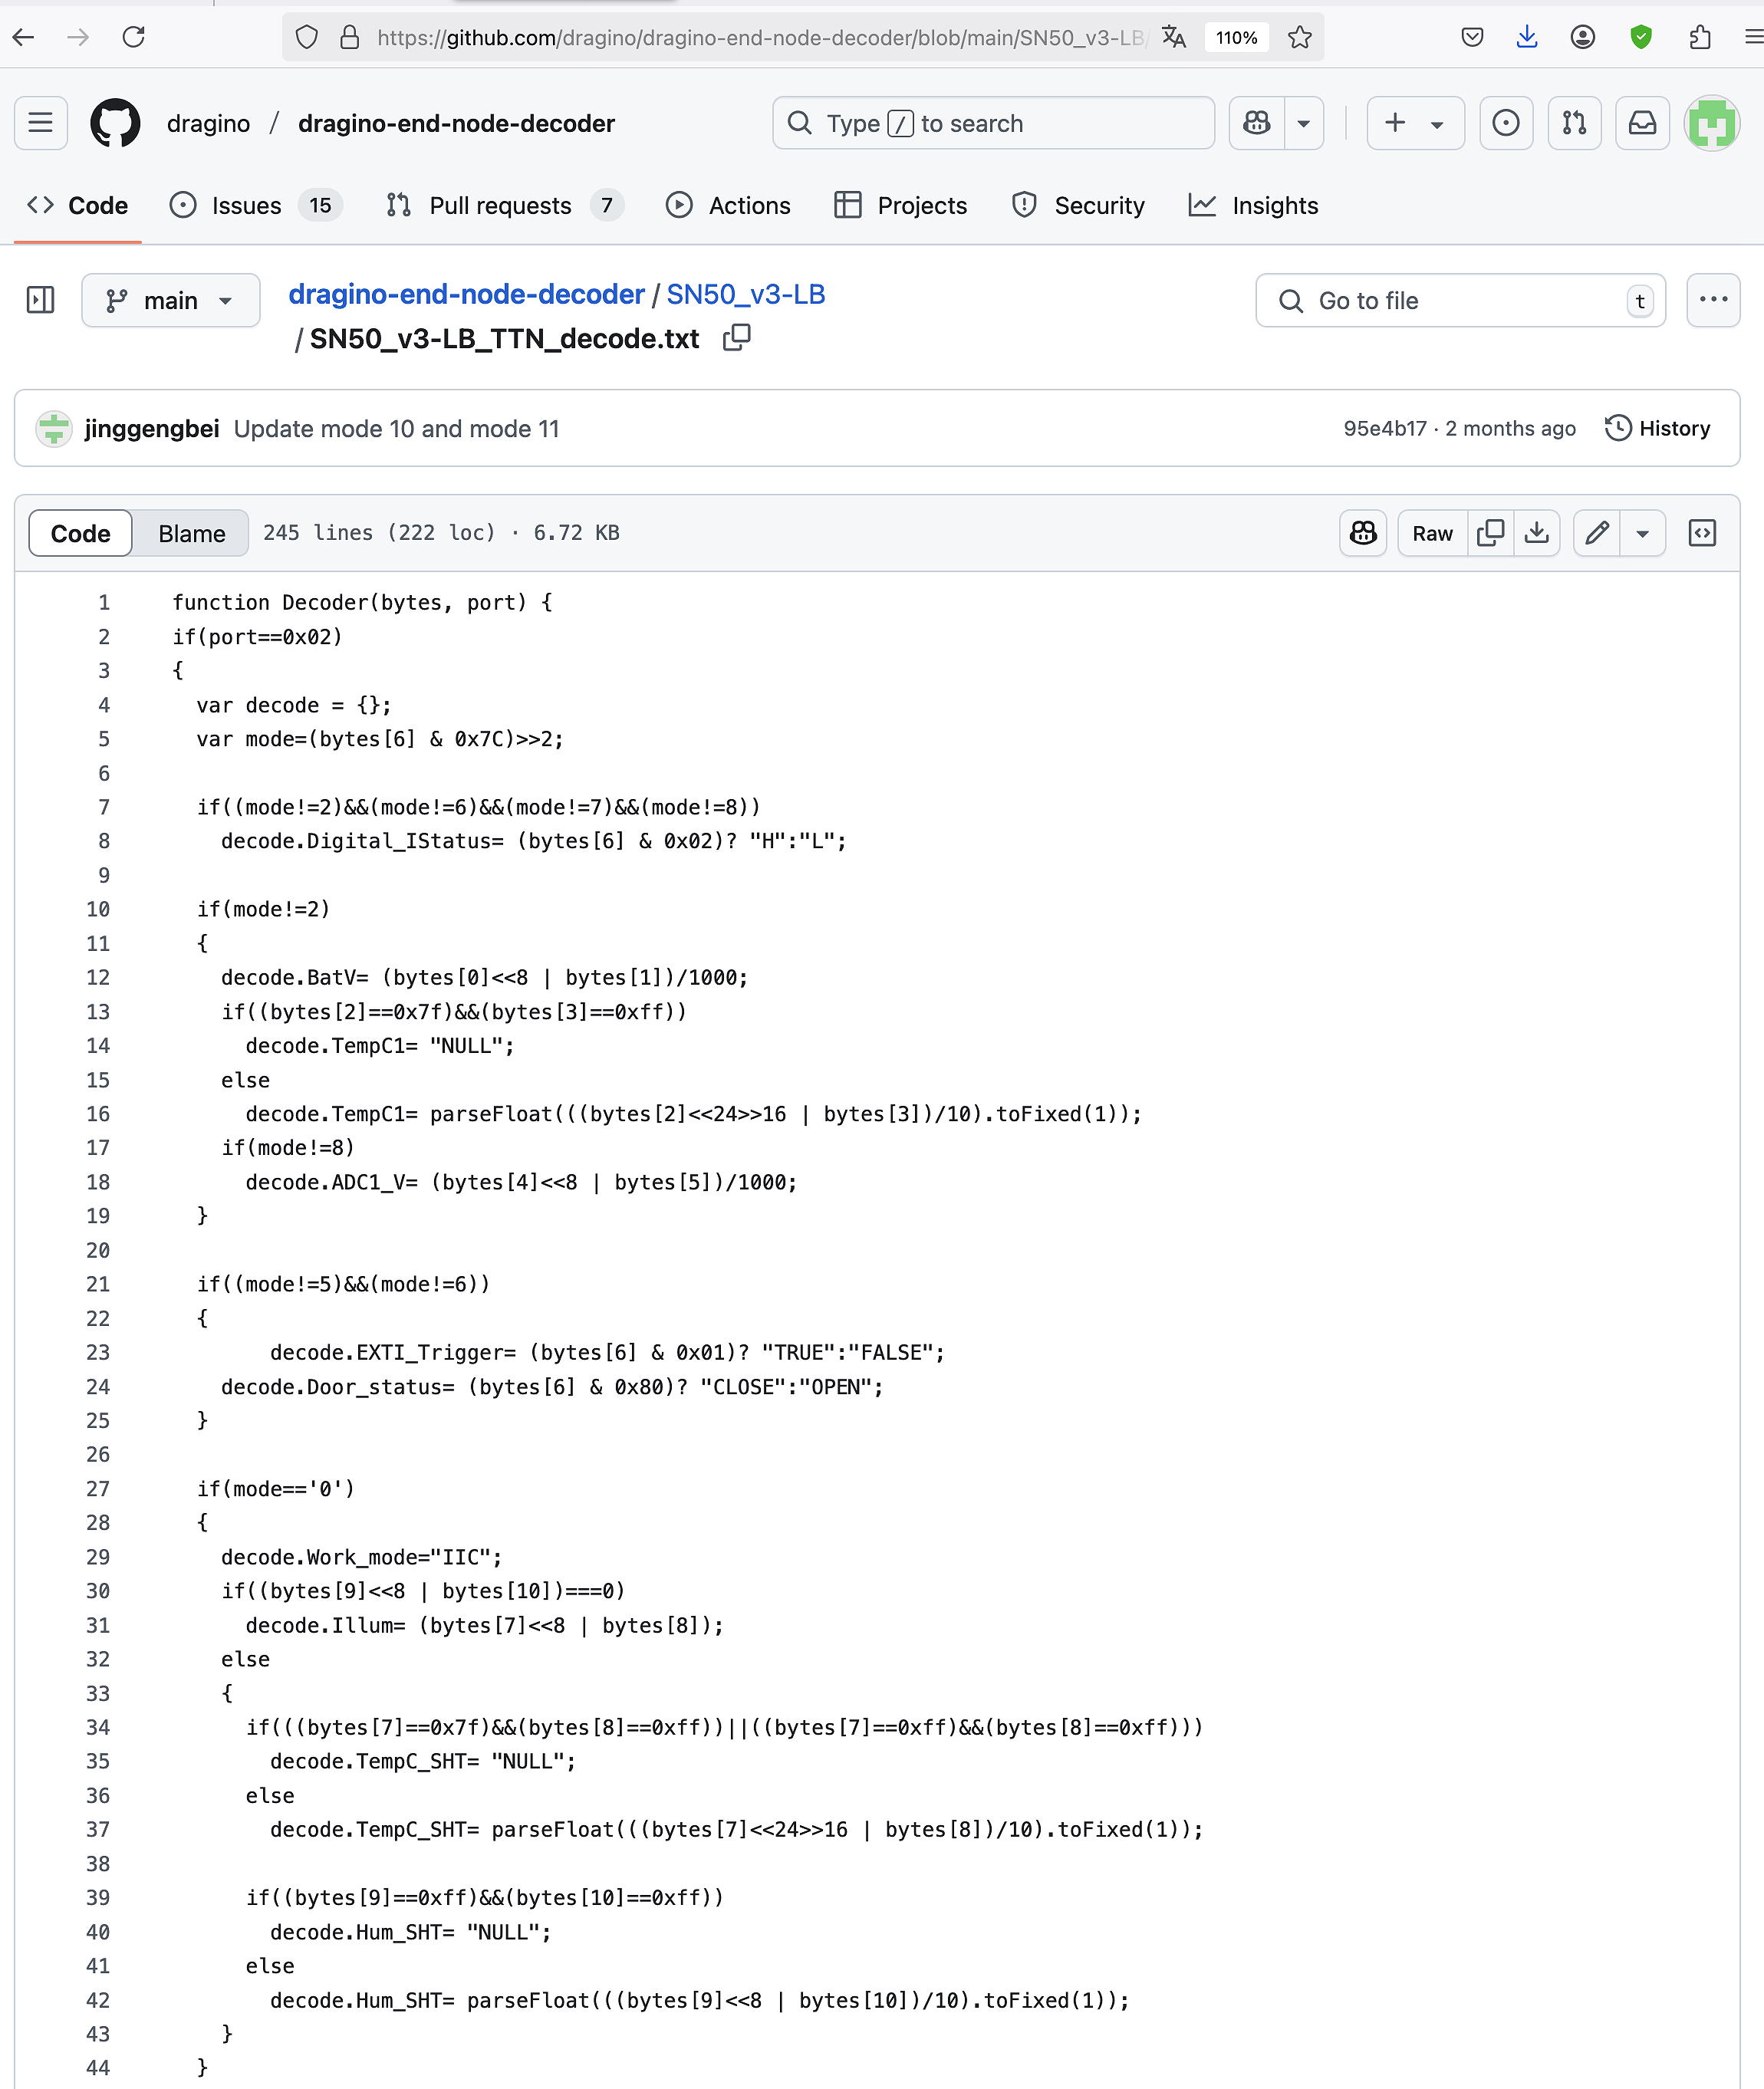 https://github.com/dragino/dragino-end-node-decoder/blob/main/SN50_v3-LB/ 110%
dragino / dragino-end-node-decoder Type / to search
Code Issues 15 Pull requests 7 Actions Projects Security Insights
main dragino-end-node-decoder / SN50_v3-LB Go to file t
/ SN50_v3-LB_TTN_decode.txt
jinggengbei Update mode 10 and mode 11 95e4b17 · 2 months ago History
Code Blame 245 lines (222 loc) · 6.72 KB Raw
1 function Decoder(bytes, port) {
2 if(port==0x02)
3 {
4   var decode = {};
5   var mode=(bytes[6] & 0x7C)>>2;
6
7   if((mode!=2)&&(mode!=6)&&(mode!=7)&&(mode!=8))
8     decode.Digital_IStatus= (bytes[6] & 0x02)? "H":"L";
9
10   if(mode!=2)
11   {
12     decode.BatV= (bytes[0]<<8 | bytes[1])/1000;
13     if((bytes[2]==0x7f)&&(bytes[3]==0xff))
14       decode.TempC1= "NULL";
15     else
16       decode.TempC1= parseFloat(((bytes[2]<<24>>16 | bytes[3])/10).toFixed(1));
17     if(mode!=8)
18       decode.ADC1_V= (bytes[4]<<8 | bytes[5])/1000;
19   }
20
21   if((mode!=5)&&(mode!=6))
22   {
23         decode.EXTI_Trigger= (bytes[6] & 0x01)? "TRUE":"FALSE";
24     decode.Door_status= (bytes[6] & 0x80)? "CLOSE":"OPEN";
25   }
26
27   if(mode=='0')
28   {
29     decode.Work_mode="IIC";
30     if((bytes[9]<<8 | bytes[10])===0)
31       decode.Illum= (bytes[7]<<8 | bytes[8]);
32     else
33     {
34       if(((bytes[7]==0x7f)&&(bytes[8]==0xff))||((bytes[7]==0xff)&&(bytes[8]==0xff)))
35         decode.TempC_SHT= "NULL";
36       else
37         decode.TempC_SHT= parseFloat(((bytes[7]<<24>>16 | bytes[8])/10).toFixed(1));
38
39       if((bytes[9]==0xff)&&(bytes[10]==0xff))
40         decode.Hum_SHT= "NULL";
41       else
42         decode.Hum_SHT= parseFloat(((bytes[9]<<8 | bytes[10])/10).toFixed(1));
43     }
44   }